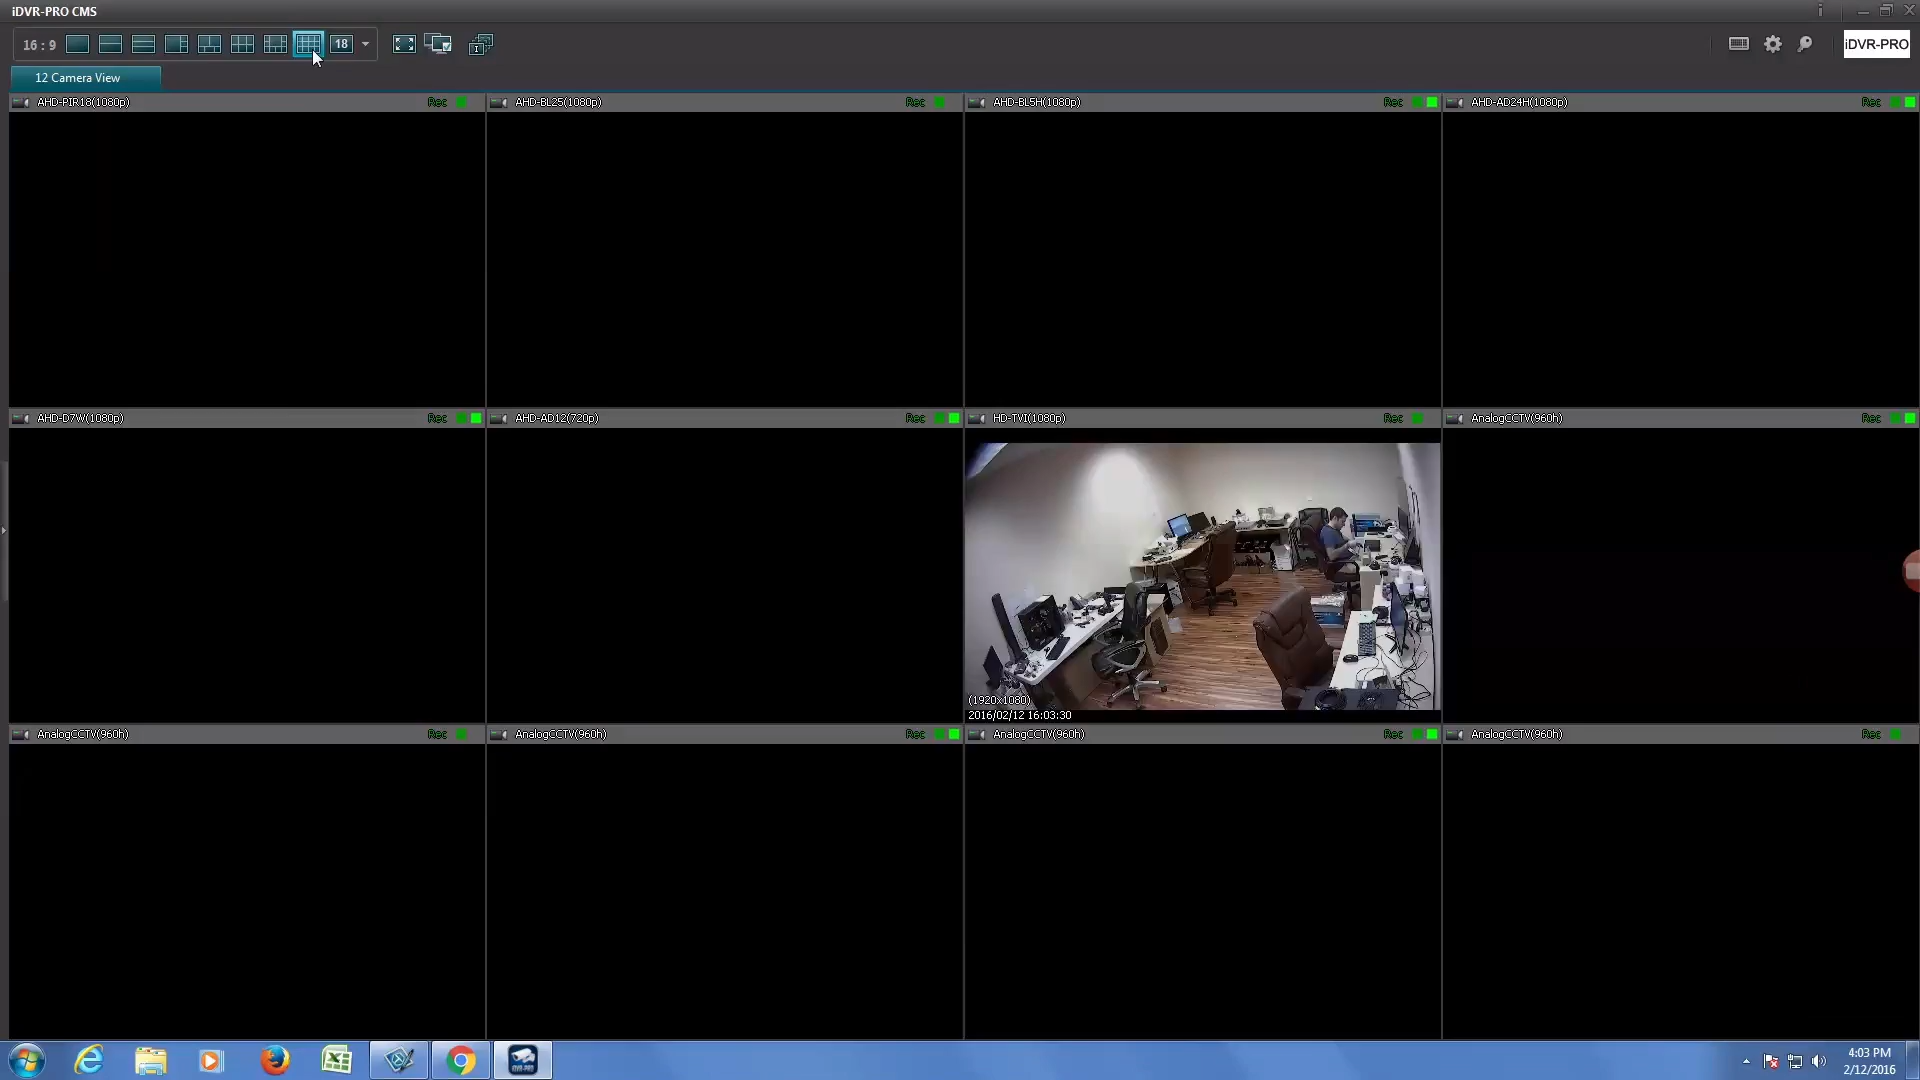 iDVR-PRO CMS
16 : 9
18
iDVR-PRO
12 Camera View
AHD-PIR18(1080p) Rec
AHD-BL25(1080p) Rec
AHD-BL5H(1080p) Rec
AHD-AD24H(1080p) Rec
AHD-D7W(1080p) Rec
AHD-AD12(720p) Rec
HD-TVI(1080p) Rec
AnalogCCTV(960h) Rec
(1920x1080)
2016/02/12 16:03:30
AnalogCCTV(960h) Rec
AnalogCCTV(960h) Rec
AnalogCCTV(960h) Rec
AnalogCCTV(960h) Rec
iDVR-PRO
4:03 PM
2/12/2016